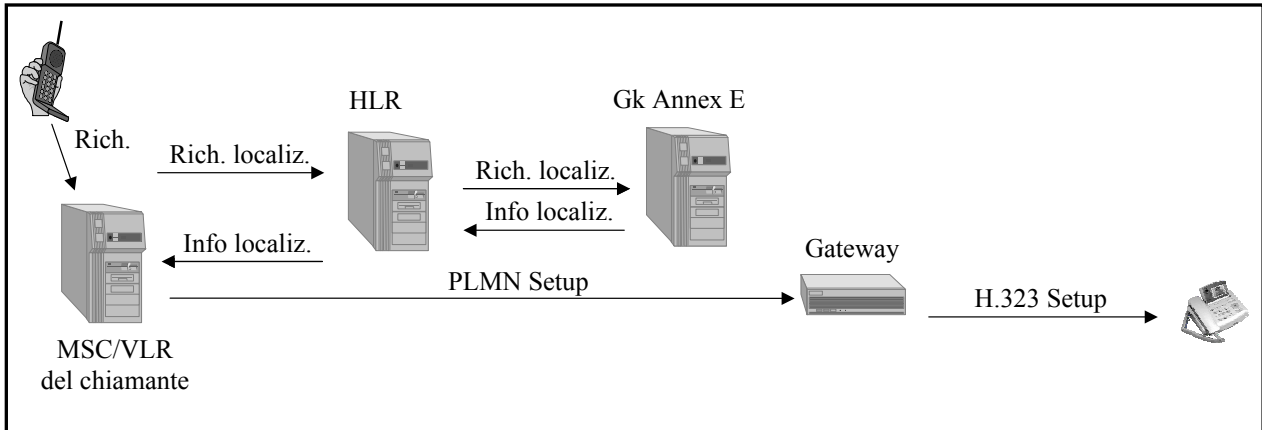 HLR
Gk Annex E
Rich.
Rich. localiz.
Rich. localiz.
Info localiz.
Info localiz.
Gateway
PLMN Setup
H.323 Setup
MSC/VLR
del chiamante